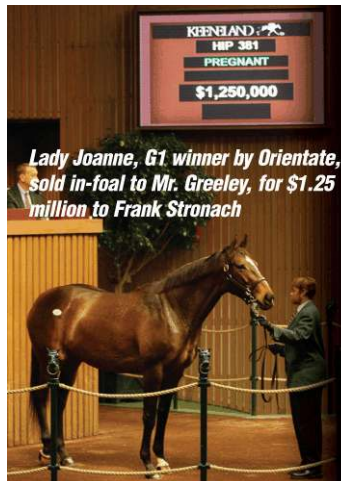 KEENELAND
HIP 381
PREGNANT
$1,250,000
Lady Joanne, G1 winner by Orientate,
sold in-foal to Mr. Greeley, for $1.25
million to Frank Stronach